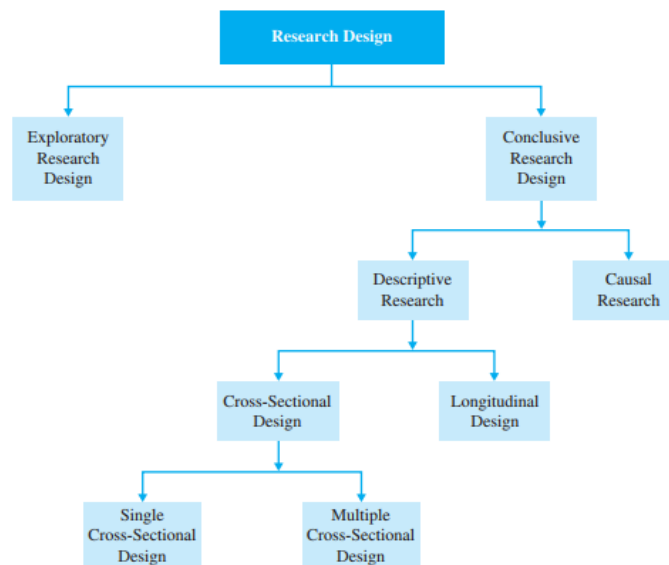 Research Design
Exploratory
Research
Design
Conclusive
Research
Design
Descriptive
Research
Causal
Research
Cross-Sectional
Design
Longitudinal
Design
Single
Cross-Sectional
Design
Multiple
Cross-Sectional
Design